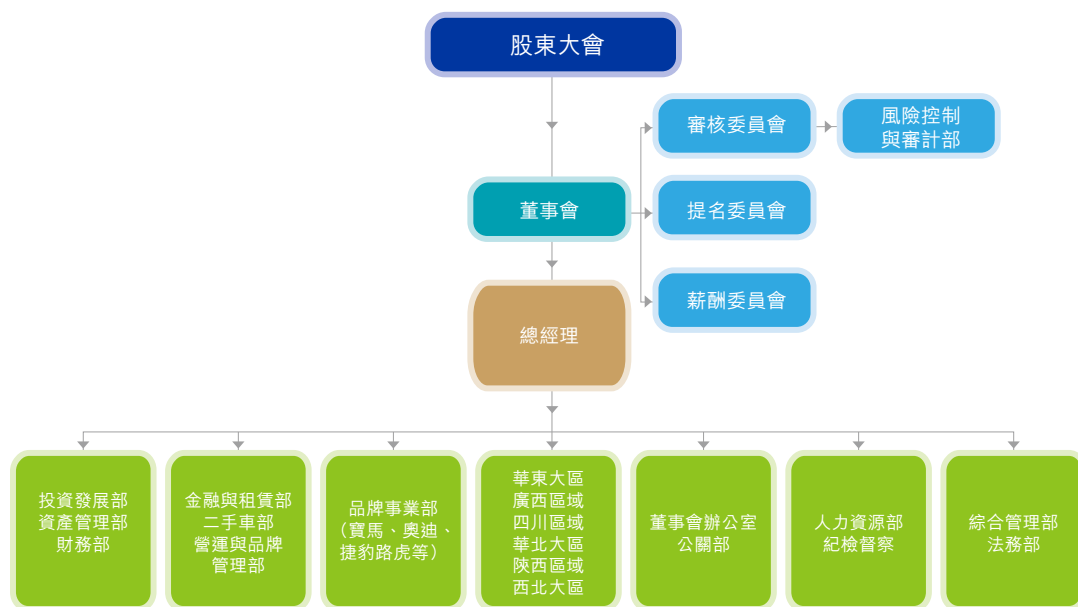 股東大會
審核委員會
風險控制
與審計部
董事會
提名委員會
薪酬委員會
總經理
投資發展部
資產管理部
財務部
金融與租賃部
二手車部
營運與品牌
管理部
品牌事業部
（寶馬、奧迪、
捷豹路虎等）
華東大區
廣西區域
四川區域
華北大區
陝西區域
西北大區
董事會辦公室
公關部
人力資源部
紀檢督察
綜合管理部
法務部